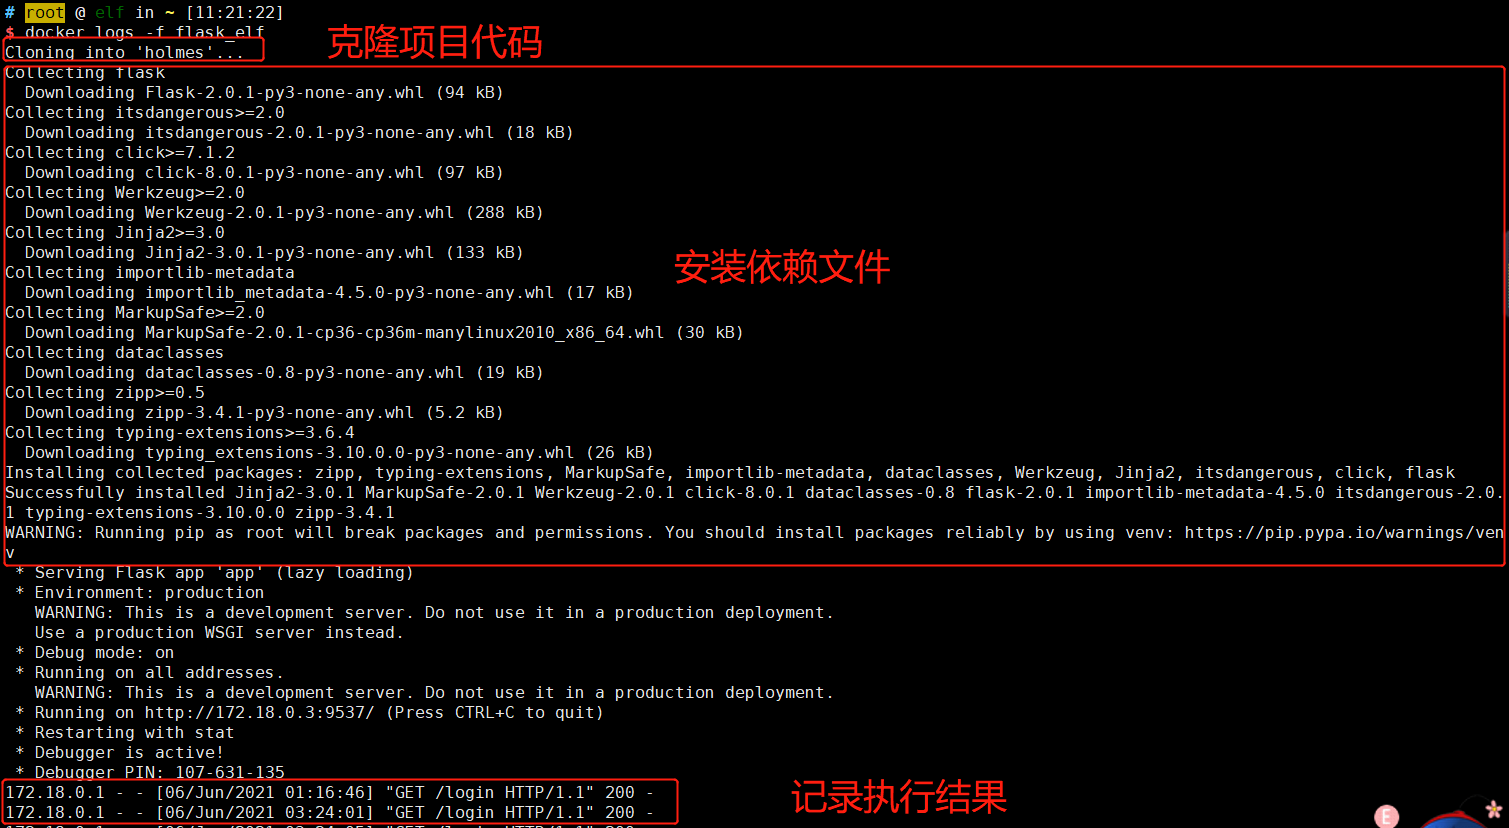 # root @ elf in ~ [11:21:22]
$ docker logs -f flask_elf
Cloning into 'holmes'...
克隆项目代码
Collecting flask
  Downloading Flask-2.0.1-py3-none-any.whl (94 kB)
Collecting itsdangerous>=2.0
  Downloading itsdangerous-2.0.1-py3-none-any.whl (18 kB)
Collecting click>=7.1.2
  Downloading click-8.0.1-py3-none-any.whl (97 kB)
Collecting Werkzeug>=2.0
  Downloading Werkzeug-2.0.1-py3-none-any.whl (288 kB)
Collecting Jinja2>=3.0
  Downloading Jinja2-3.0.1-py3-none-any.whl (133 kB)
安装依赖文件
Collecting importlib-metadata
  Downloading importlib_metadata-4.5.0-py3-none-any.whl (17 kB)
Collecting MarkupSafe>=2.0
  Downloading MarkupSafe-2.0.1-cp36-cp36m-manylinux2010_x86_64.whl (30 kB)
Collecting dataclasses
  Downloading dataclasses-0.8-py3-none-any.whl (19 kB)
Collecting zipp>=0.5
  Downloading zipp-3.4.1-py3-none-any.whl (5.2 kB)
Collecting typing-extensions>=3.6.4
  Downloading typing_extensions-3.10.0.0-py3-none-any.whl (26 kB)
Installing collected packages: zipp, typing-extensions, MarkupSafe, importlib-metadata, dataclasses, Werkzeug, Jinja2, itsdangerous, click, flask
Successfully installed Jinja2-3.0.1 MarkupSafe-2.0.1 Werkzeug-2.0.1 click-8.0.1 dataclasses-0.8 flask-2.0.1 importlib-metadata-4.5.0 itsdangerous-2.0.
1 typing-extensions-3.10.0.0 zipp-3.4.1
WARNING: Running pip as root will break packages and permissions. You should install packages reliably by using venv: https://pip.pypa.io/warnings/ven
v
 * Serving Flask app 'app' (lazy loading)
 * Environment: production
   WARNING: This is a development server. Do not use it in a production deployment.
   Use a production WSGI server instead.
 * Debug mode: on
 * Running on all addresses.
   WARNING: This is a development server. Do not use it in a production deployment.
 * Running on http://172.18.0.3:9537/ (Press CTRL+C to quit)
 * Restarting with stat
 * Debugger is active!
 * Debugger PIN: 107-631-135
172.18.0.1 - - [06/Jun/2021 01:16:46] "GET /login HTTP/1.1" 200 -
记录执行结果
172.18.0.1 - - [06/Jun/2021 03:24:01] "GET /login HTTP/1.1" 200 -
E